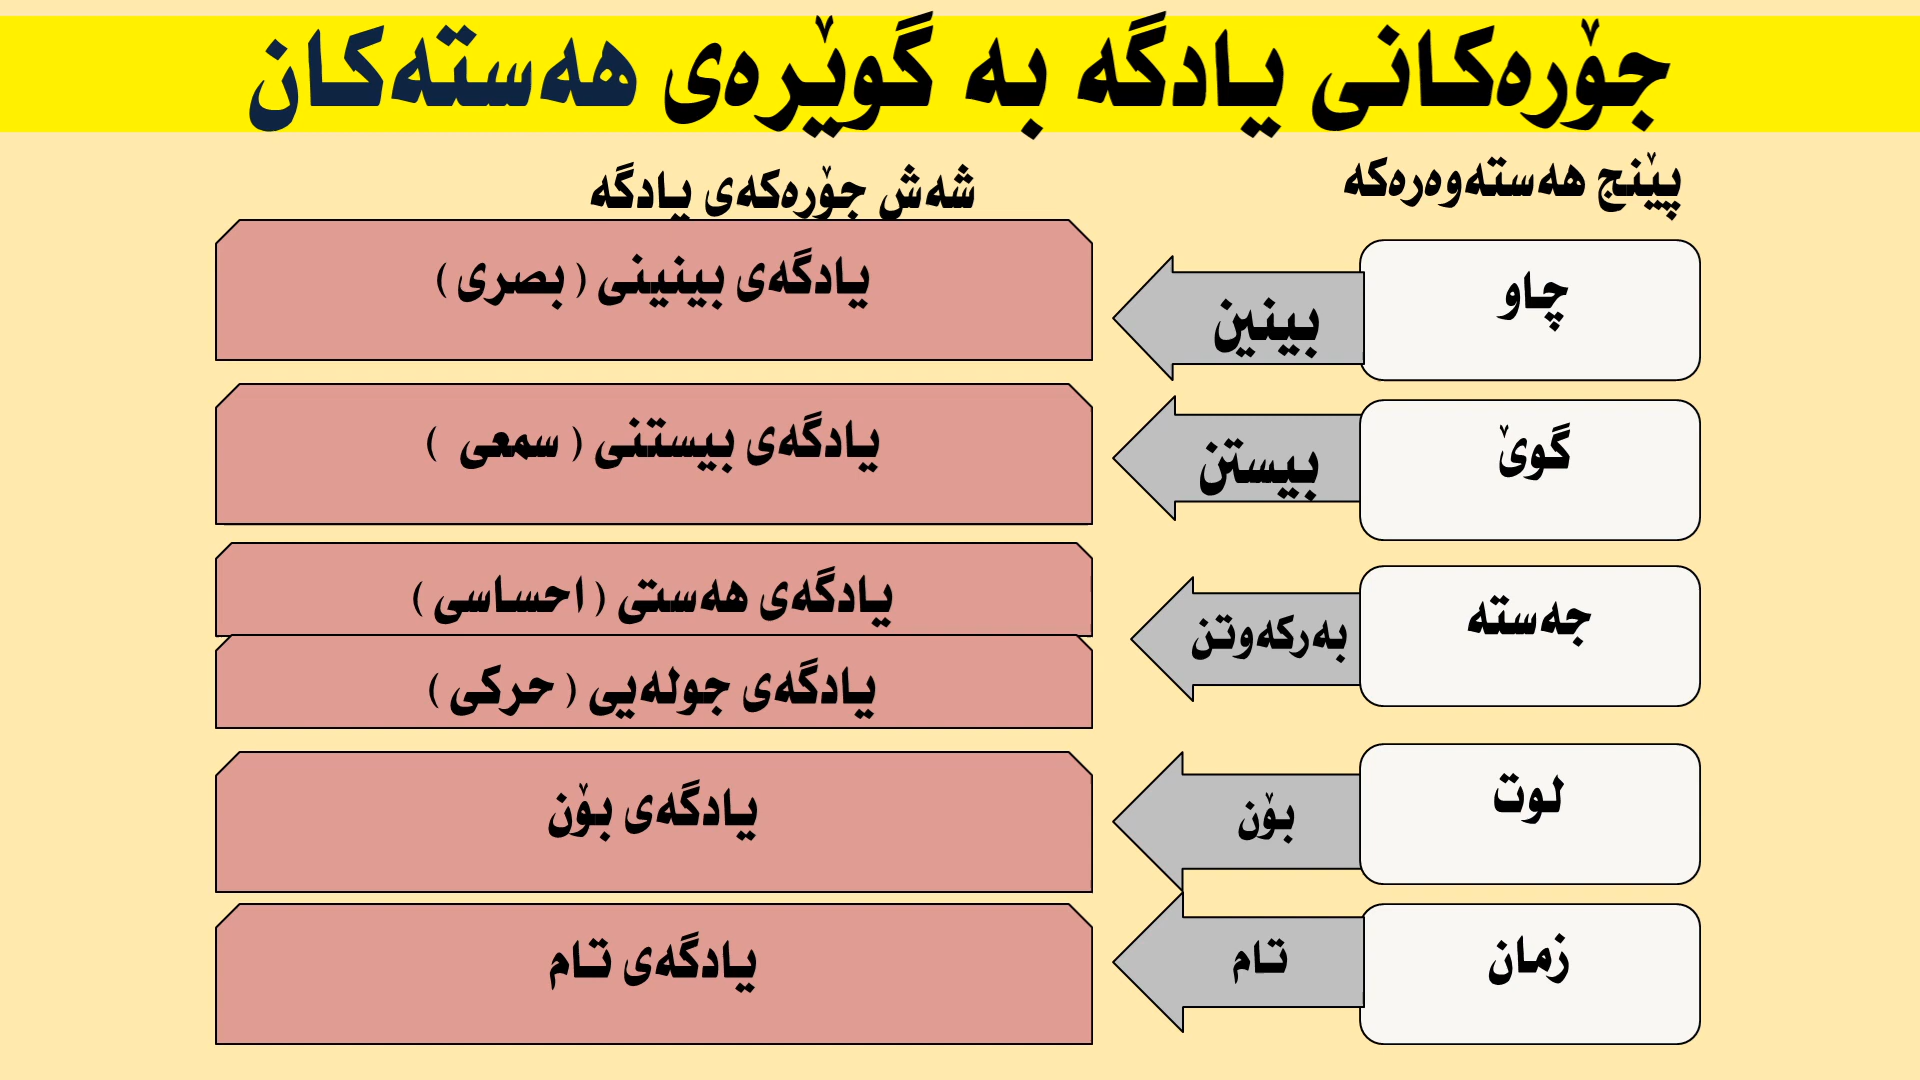 جۆرەکانی یادگە بە گوێرەی هەستەکان
پێنج هەستەوەرەکە
شەش جۆرەکەی یادگە
چاو
بینین
یادگەی بینینی ( بصری )
گوێ
بیستن
یادگەی بیستنی ( سمعی )
جەستە
بەرکەوتن
یادگەی هەستی ( احساسی )
یادگەی جولەیی ( حرکی )
لوت
بۆن
یادگەی بۆن
زمان
تام
یادگەی تام